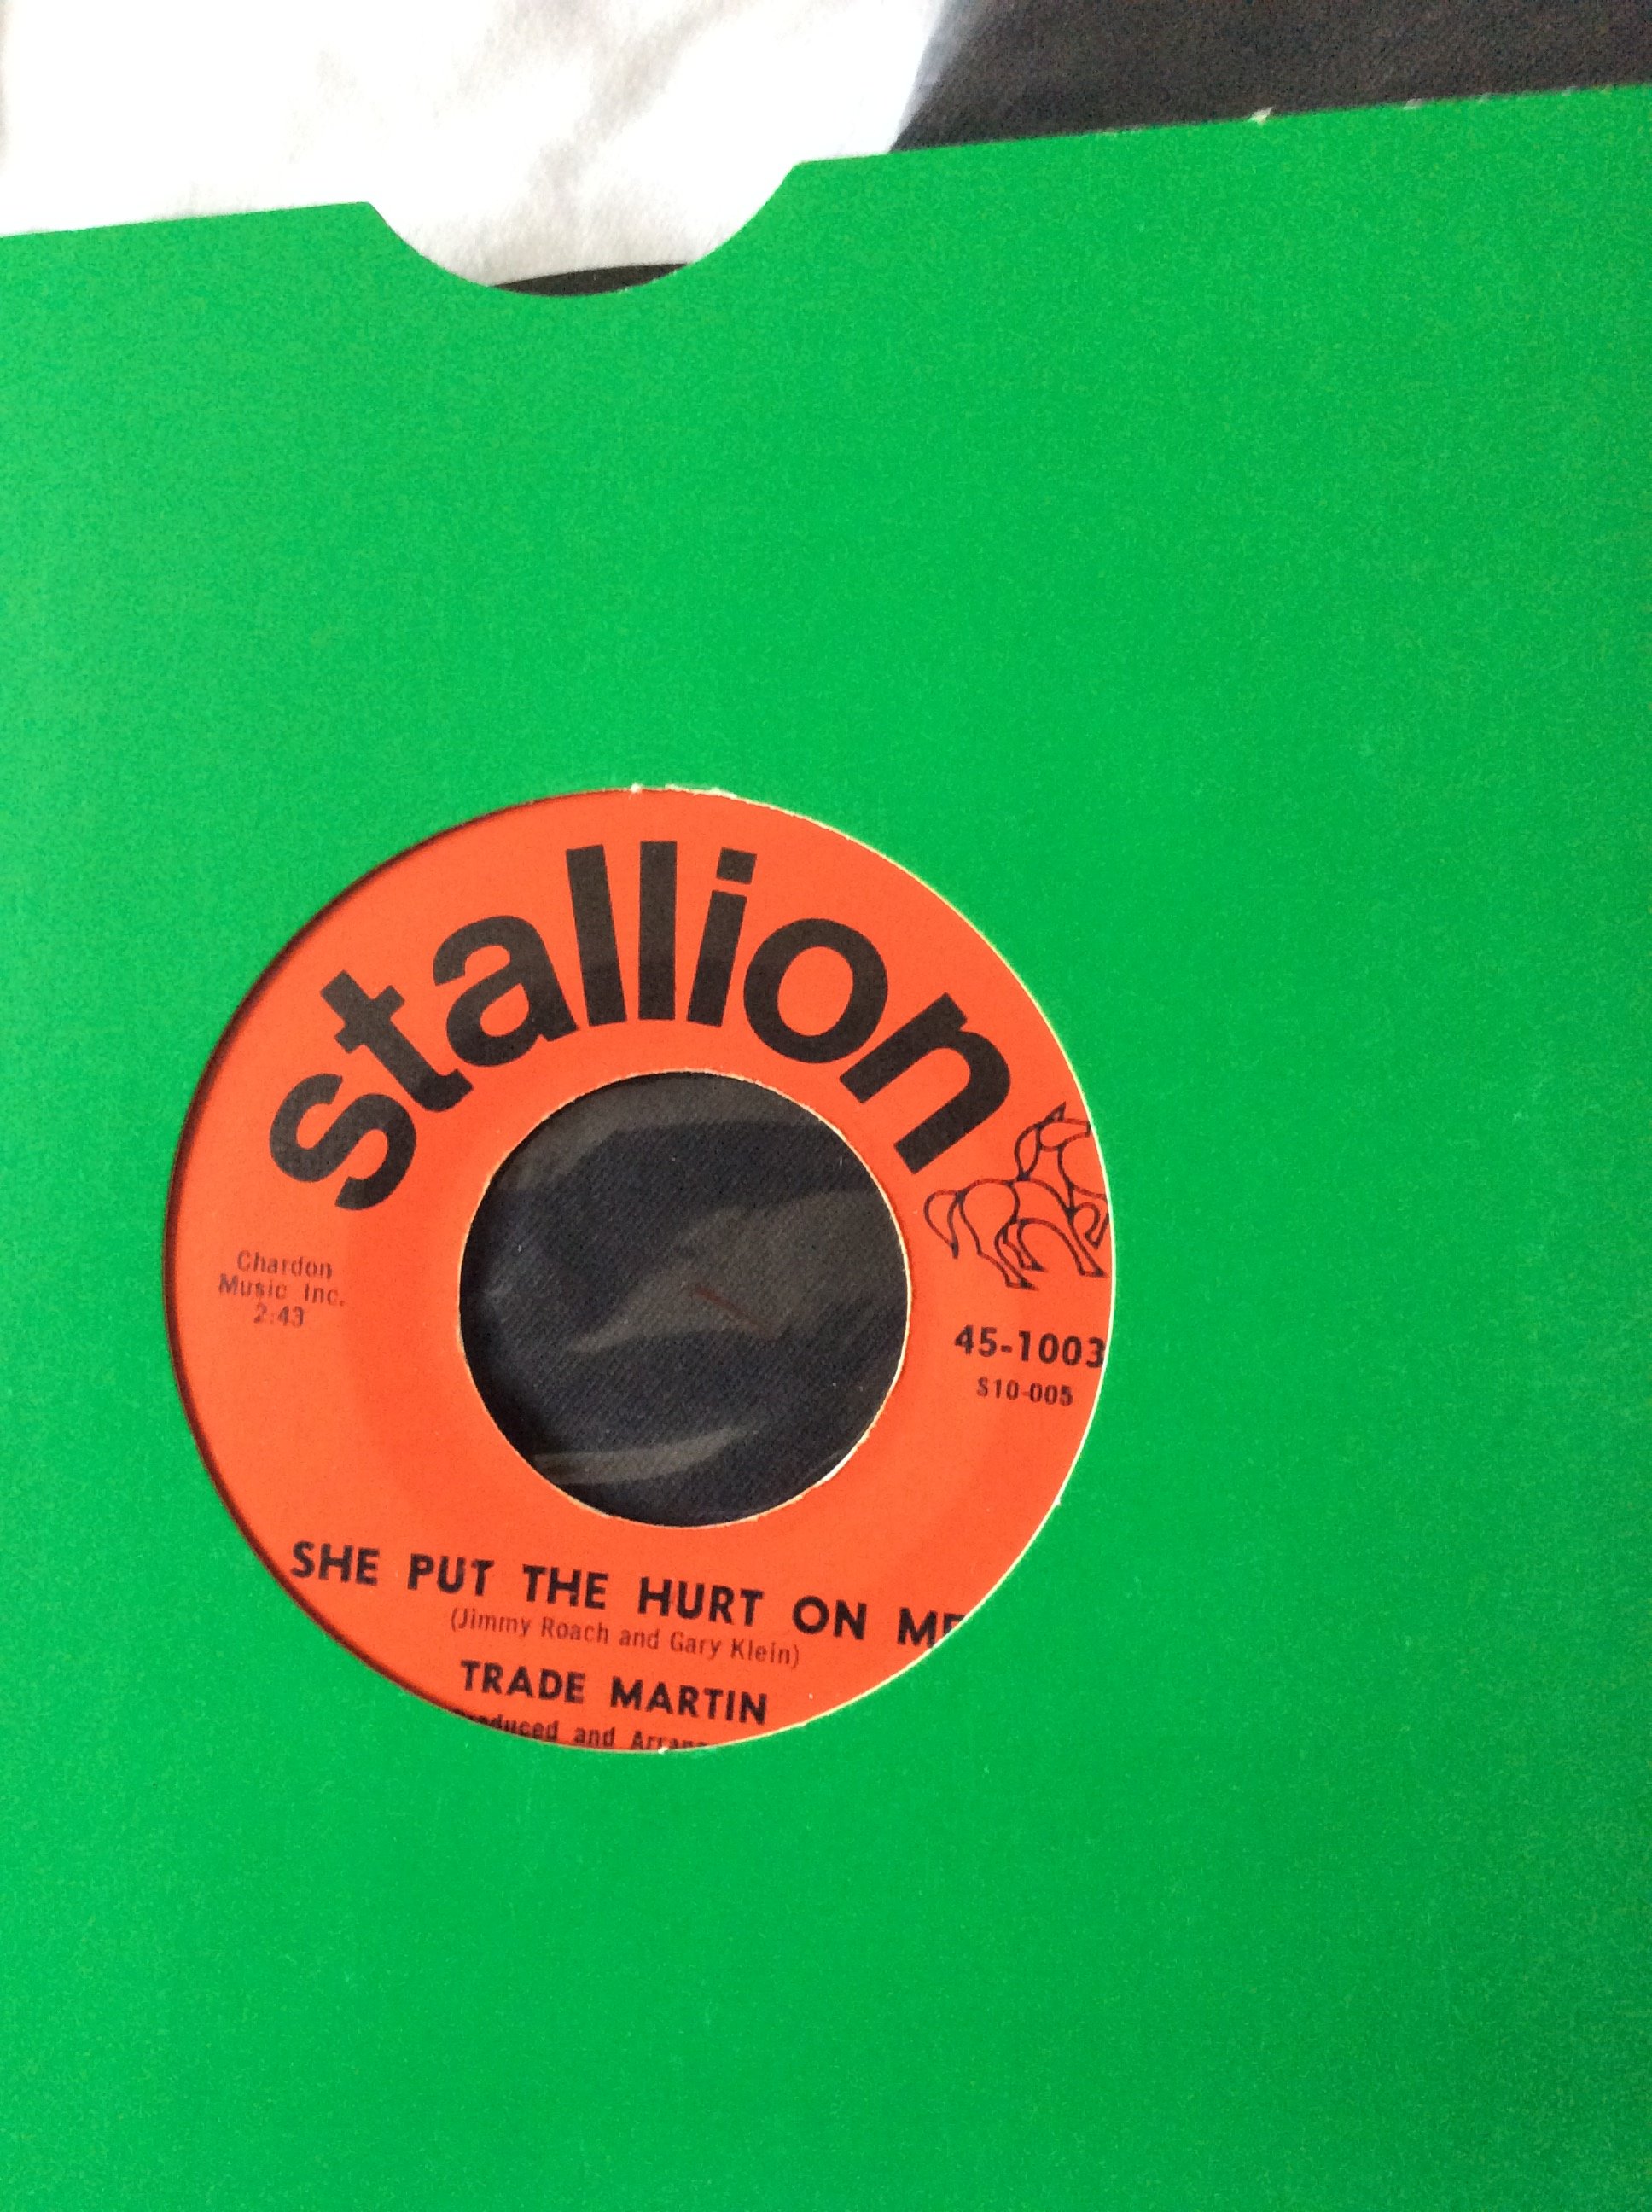 stallion
Chardon
Music Inc.
2:43
45-1003
S10-005
SHE PUT THE HURT ON ME
(Jimmy Roach and Gary Klein)
TRADE MARTIN
and